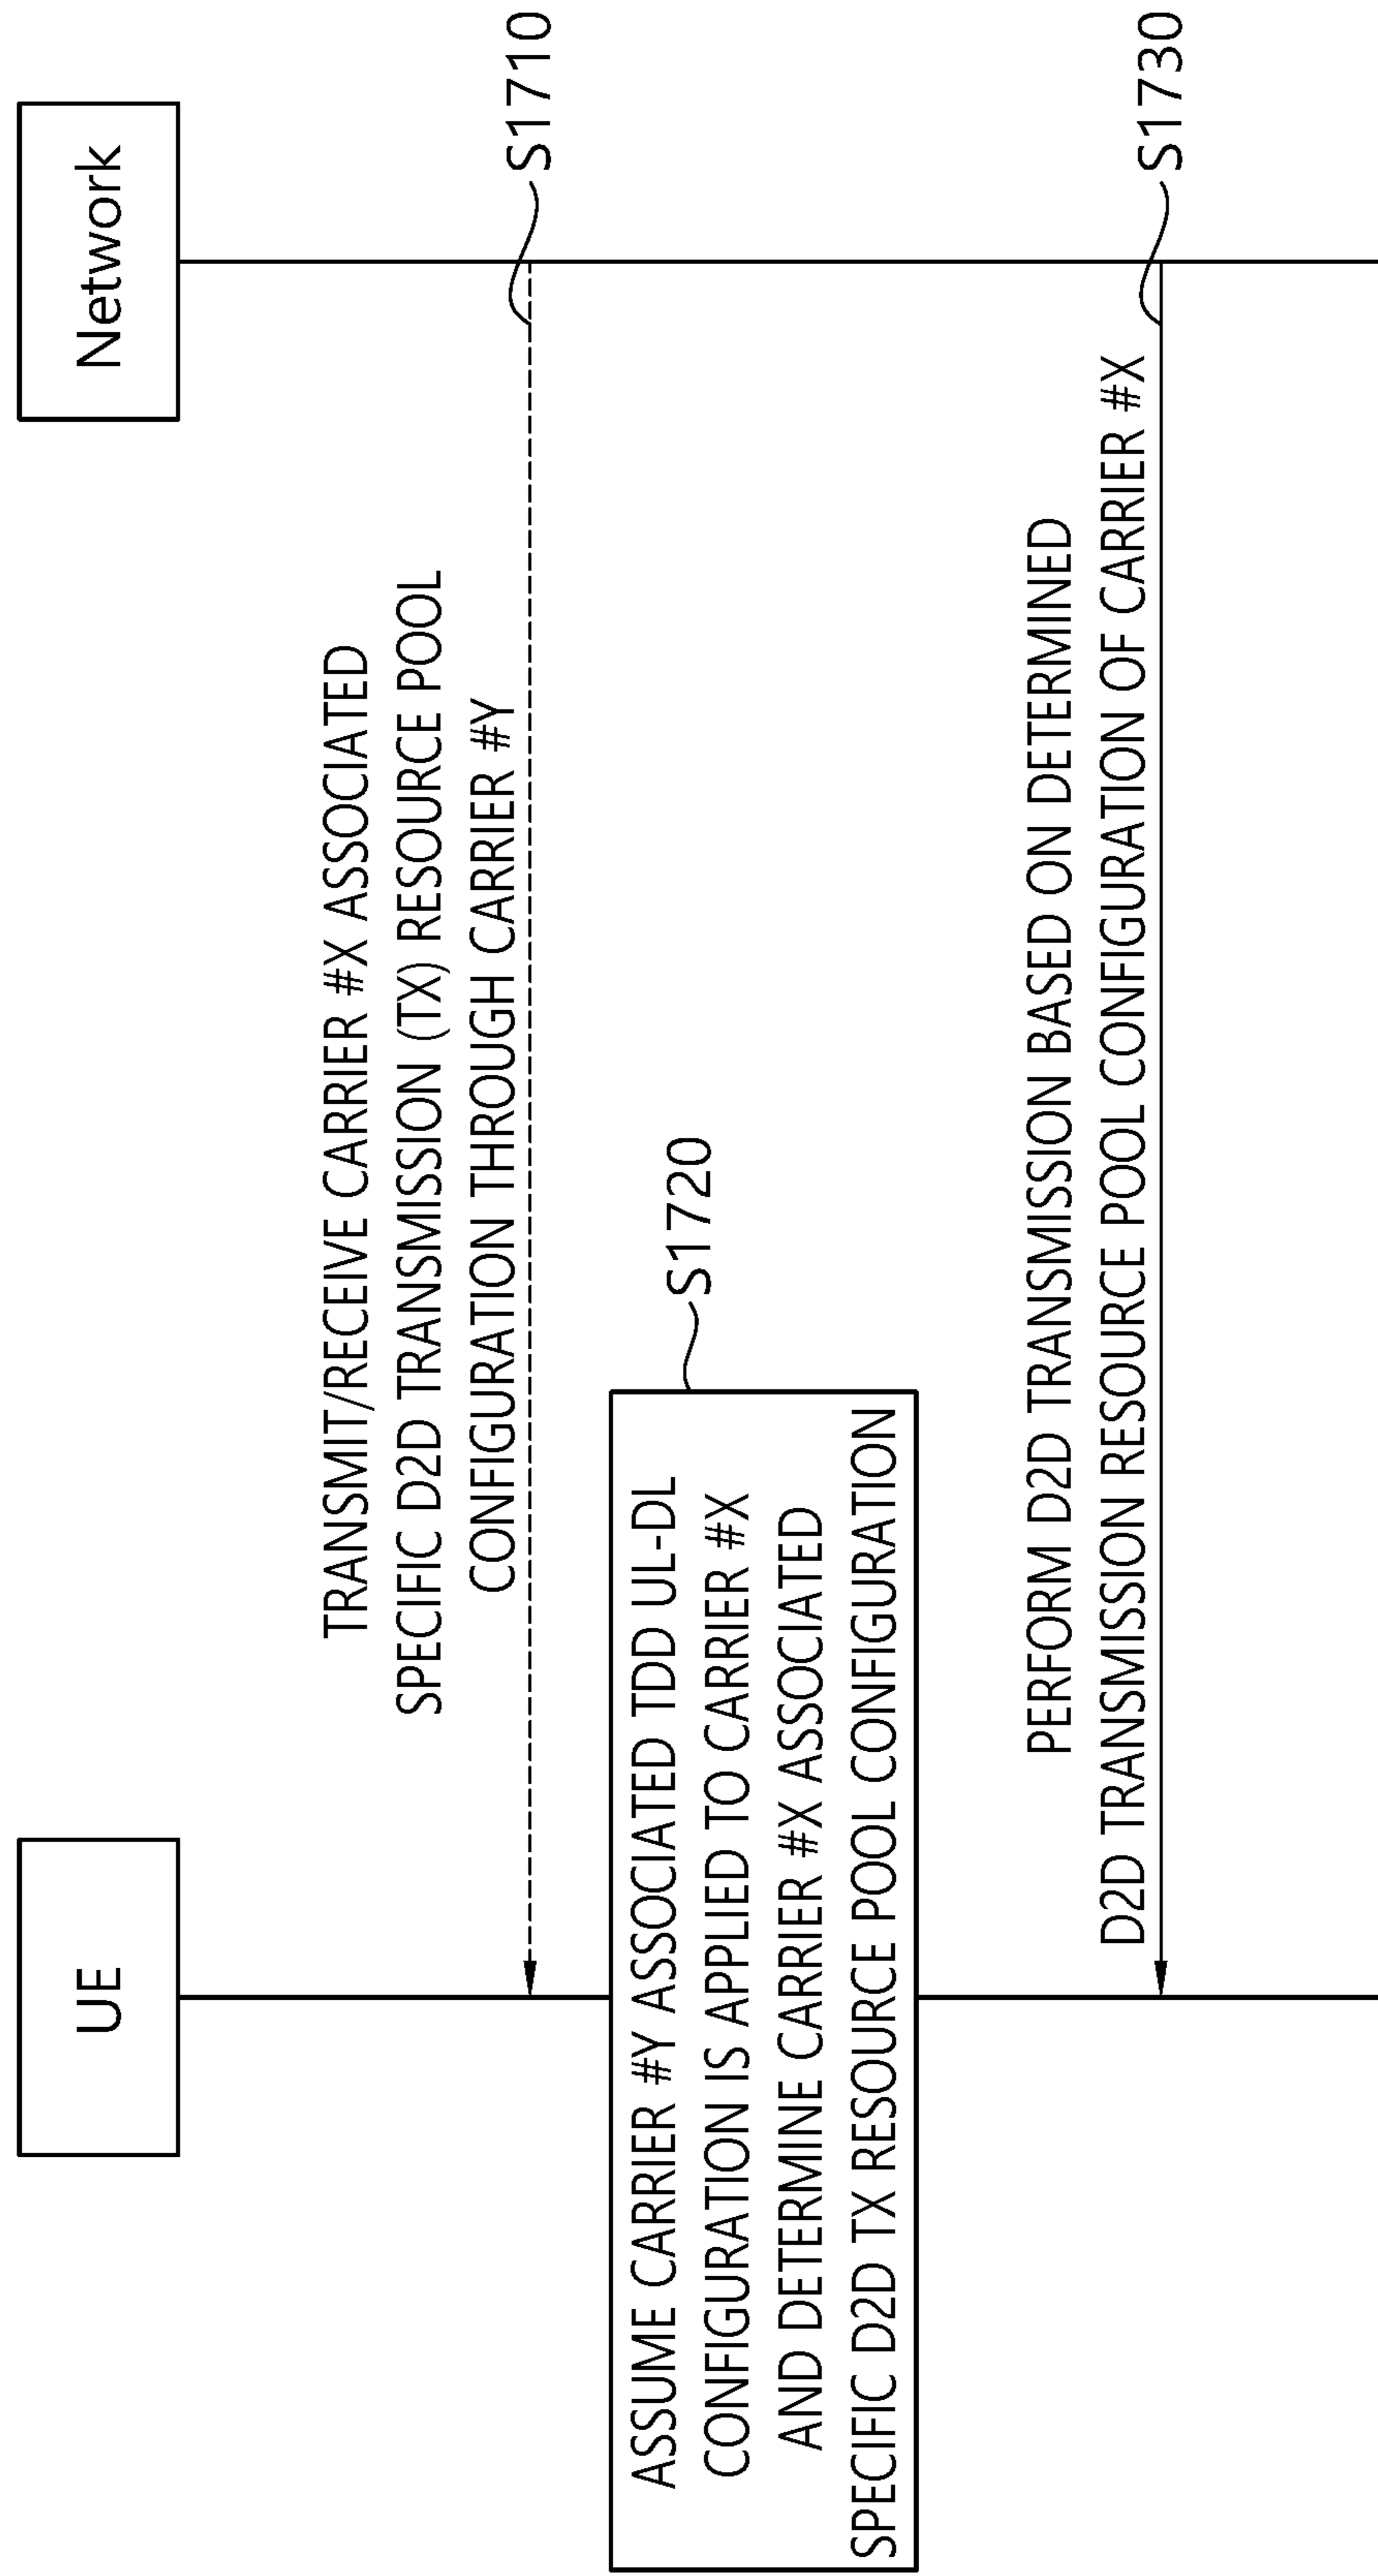 UE
Network
TRANSMIT/RECEIVE CARRIER #X ASSOCIATED
SPECIFIC D2D TRANSMISSION (TX) RESOURCE POOL
CONFIGURATION THROUGH CARRIER #Y
S1710
S1720
ASSUME CARRIER #Y ASSOCIATED TDD UL-DL
CONFIGURATION IS APPLIED TO CARRIER #X
AND DETERMINE CARRIER #X ASSOCIATED
SPECIFIC D2D TX RESOURCE POOL CONFIGURATION
PERFORM D2D TRANSMISSION BASED ON DETERMINED
D2D TRANSMISSION RESOURCE POOL CONFIGURATION OF CARRIER #X
S1730